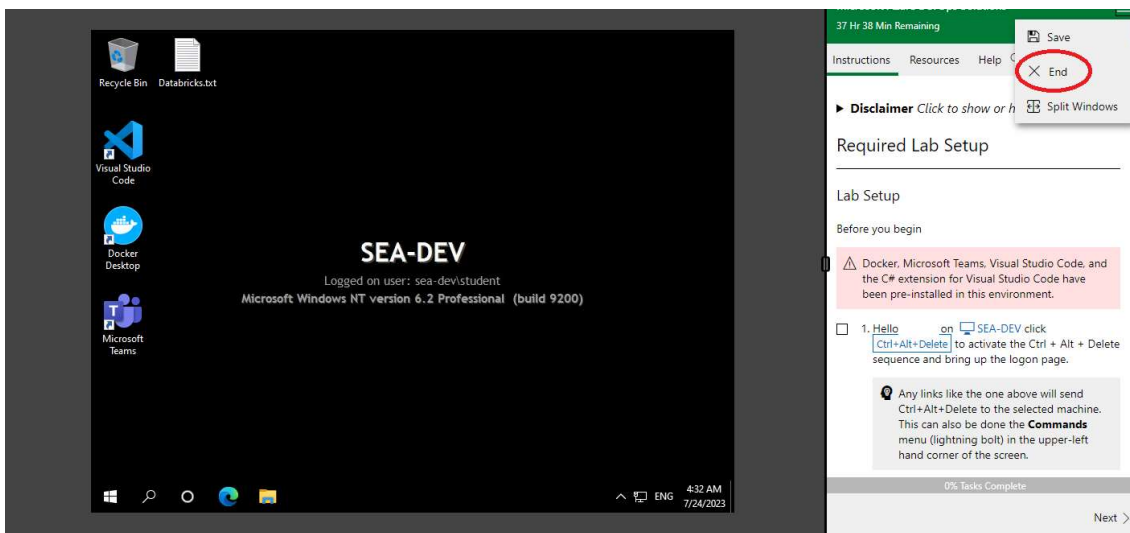 Recycle Bin
Databricks.txt
Visual Studio
Code
Docker
Desktop
Microsoft
Teams
SEA-DEV
Logged on user: sea-dev\student
Microsoft Windows NT version 6.2 Professional (build 9200)
ENG
4:32 AM
7/24/2023
37 Hr 38 Min Remaining
Save
End
Split Windows
Instructions Resources Help
Disclaimer Click to show or h
Required Lab Setup
Lab Setup
Before you begin
Docker, Microsoft Teams, Visual Studio Code, and
the C# extension for Visual Studio Code have
been pre-installed in this environment.
1. Hello on SEA-DEV click
Ctrl+Alt+Delete to activate the Ctrl + Alt + Delete
sequence and bring up the logon page.
Any links like the one above will send
Ctrl+Alt+Delete to the selected machine.
This can also be done the Commands
menu (lightning bolt) in the upper-left
hand corner of the screen.
0% Tasks Complete
Next >